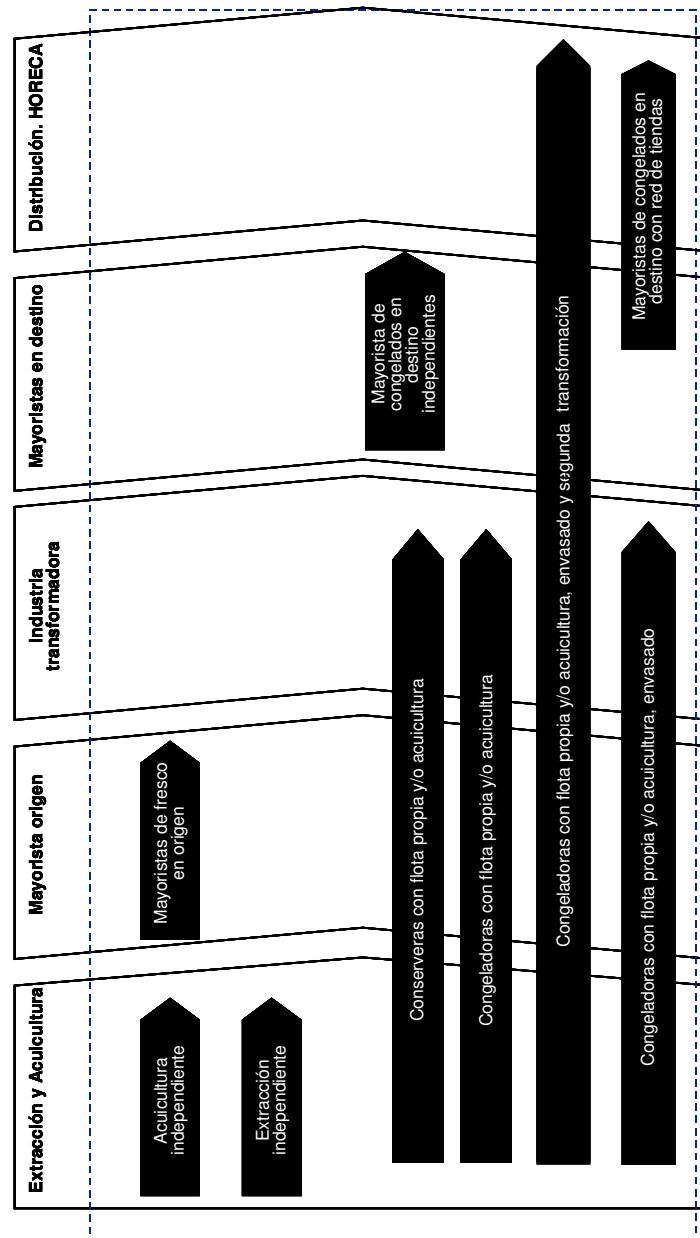 Extracción y Aculcultura
Mayorista origen
Industria
transformadora
Mayoristas en destino
Distribución. HORECA
Acuicultura
independiente
Mayoristas de fresco
en origen
Extracción
independiente
Mayorista de
congelados en
destino
independientes
Conserveras con flota propia y/o acuicultura
Congeladoras con flota propia y/o acuicultura
Congeladoras con flota propia y/o acuicultura, envasado y segunda transformación
Congeladoras con flota propia y/o acuicultura, envasado
Mayoristas de congelados en
destino con red de tiendas